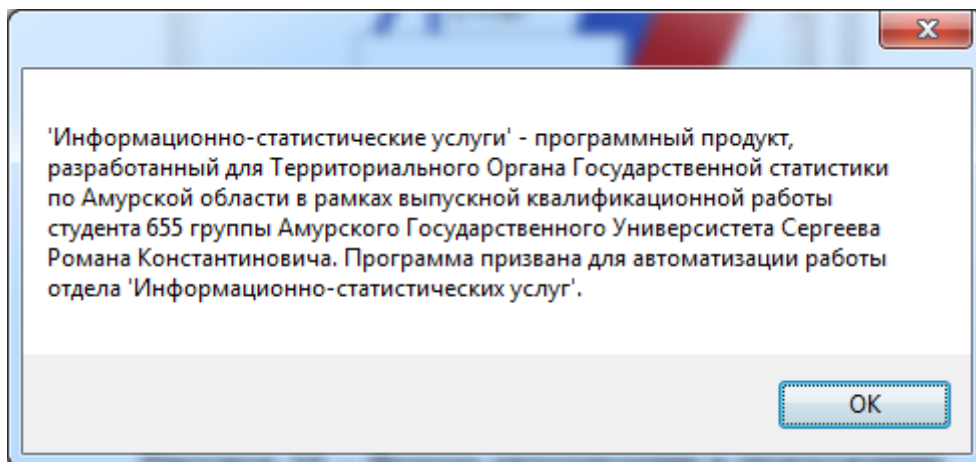 'Информационно-статистические услуги' - программный продукт,
разработанный для Территориального Органа Государственной статистики
по Амурской области в рамках выпускной квалификационной работы
студента 655 группы Амурского Государственного Универсистета Сергеева
Романа Константиновича. Программа призвана для автоматизации работы
отдела 'Информационно-статистических услуг'.
OK